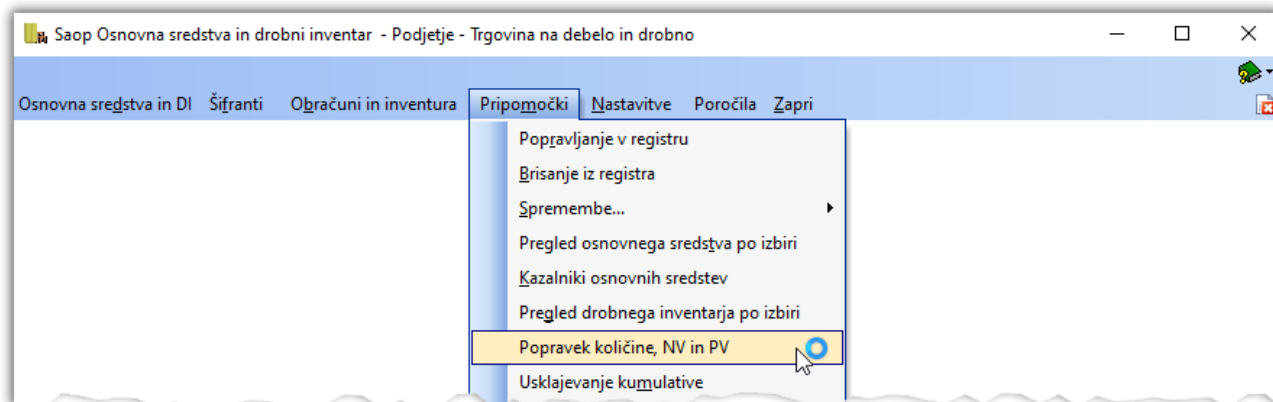 Saop Osnovna sredstva in drobni inventar - Podjetje - Trgovina na debelo in drobno
Osnovna sredstva in DI Šifranti Obračuni in inventura Pripomočki Nastavitve Poročila Zapri
Popravljanje v registru
Brisanje iz registra
Spremembe...
Pregled osnovnega sredstva po izbiri
Kazalniki osnovnih sredstev
Pregled drobnega inventarja po izbiri
Popravek količine, NV in PV
Usklajevanje kumulative